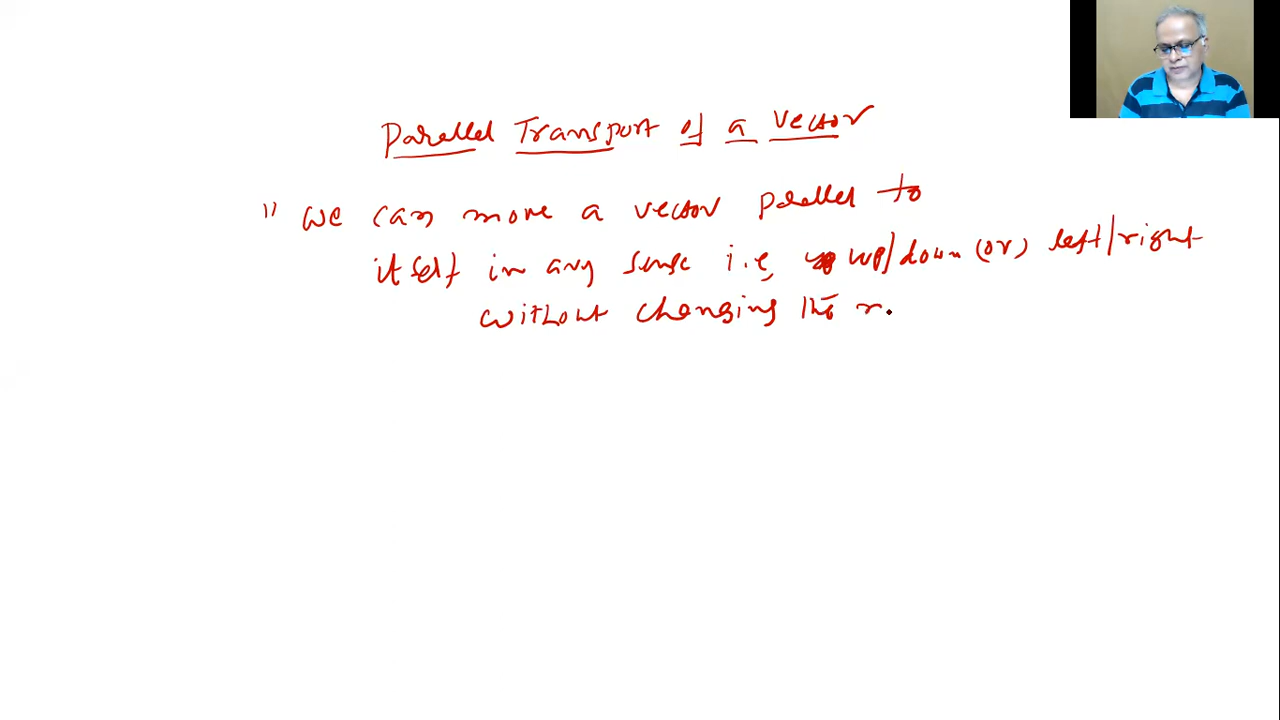 Parallel Transport of a vector
" We can move a vector parallel to
itself in any sense i.e, up/down (or) left/right
without changing the